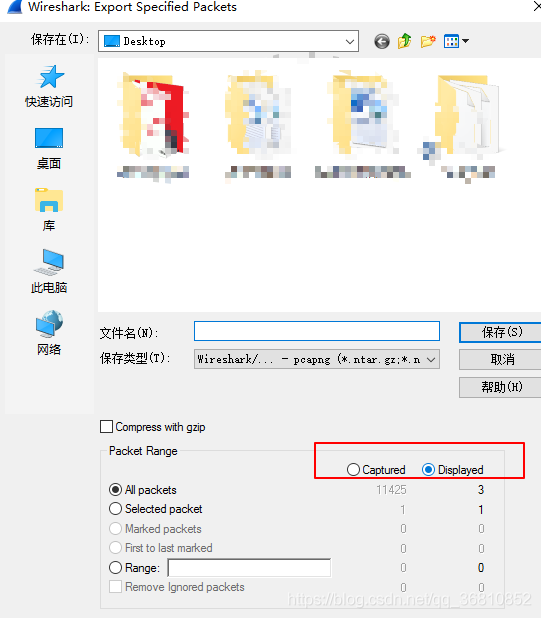 Wireshark: Export Specified Packets
保存在(I):
Desktop
快速访问
桌面
库
此电脑
网络
文件名(N):
保存(S)
保存类型(T):
Wireshark/... - pcapng (*.ntar.gz;*.n
取消
帮助(H)
Compress with gzip
Packet Range
Captured Displayed
All packets 11425 3
Selected packet 1 1
Marked packets 0 0
First to last marked 0 0
Range: 0 0
Remove Ignored packets 0 0
https://blog.csdn.net/qq_36810852